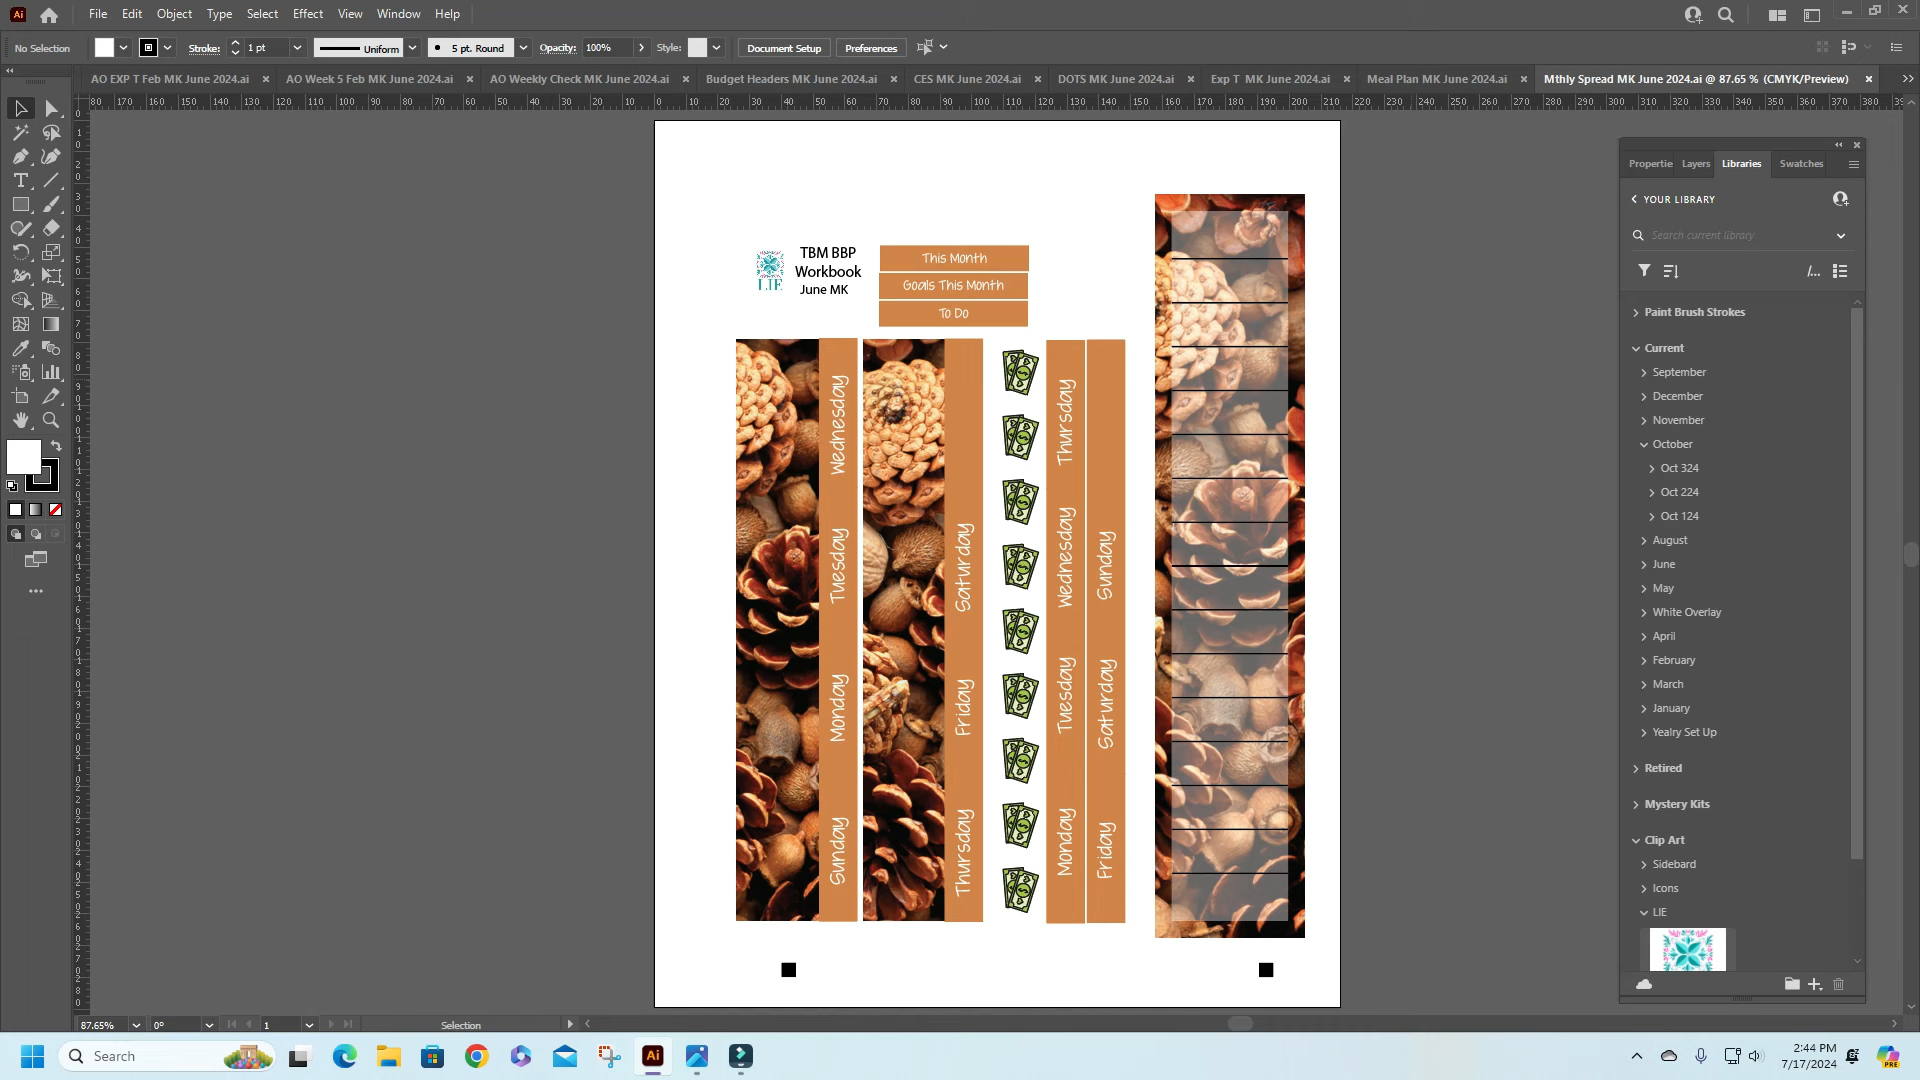 File Edit Object Type Select Effect View Window Help
No Selection Stroke: 1 pt Uniform 5 pt. Round Opacity: 100% Style: Document Setup Preferences
AO EXP T Feb MK June 2024.ai × AO Week 5 Feb MK June 2024.ai × AO Weekly Check MK June 2024.ai × Budget Headers MK June 2024.ai × CES MK June 2024.ai × DOTS MK June 2024.ai × Exp T MK June 2024.ai × Meal Plan MK June 2024.ai × Mthly Spread MK June 2024.ai @ 87.65 % (CMYK/Preview) ×
TBM BBP
Workbook
June MK
LIE
This Month
Goals This Month
To Do
Wednesday
Tuesday
Monday
Sunday
Saturday
Friday
Thursday
Thursday
Wednesday
Tuesday
Monday
Sunday
Saturday
Friday
Propertie Layers Libraries Swatches
YOUR LIBRARY
Search current library
Paint Brush Strokes
Current
September
December
November
October
Oct 324
Oct 224
Oct 124
August
June
May
White Overlay
April
February
March
January
Yealry Set Up
Retired
Mystery Kits
Clip Art
Sidebard
Icons
LIE
87.65% 0° 1 Selection
Search
2:44 PM
7/17/2024